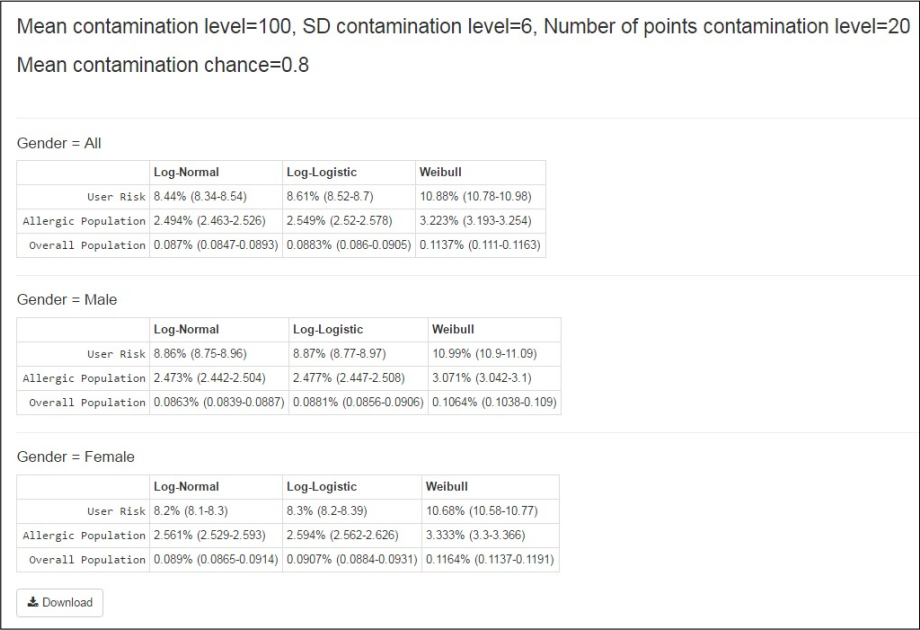 Mean contamination level=100, SD contamination level=6, Number of points contamination level=20
Mean contamination chance=0.8
Gender = All
Log-Normal Log-Logistic Weibull
User Risk 8.44% (8.34-8.54) 8.61% (8.52-8.7) 10.88% (10.78-10.98)
Allergic Population 2.494% (2.463-2.526) 2.549% (2.52-2.578) 3.223% (3.193-3.254)
Overall Population 0.087% (0.0847-0.0893) 0.0883% (0.086-0.0905) 0.1137% (0.111-0.1163)
Gender = Male
Log-Normal Log-Logistic Weibull
User Risk 8.86% (8.75-8.96) 8.87% (8.77-8.97) 10.99% (10.9-11.09)
Allergic Population 2.473% (2.442-2.504) 2.477% (2.447-2.508) 3.071% (3.042-3.1)
Overall Population 0.0863% (0.0839-0.0887) 0.0881% (0.0856-0.0906) 0.1064% (0.1038-0.109)
Gender = Female
Log-Normal Log-Logistic Weibull
User Risk 8.2% (8.1-8.3) 8.3% (8.2-8.39) 10.68% (10.58-10.77)
Allergic Population 2.561% (2.529-2.593) 2.594% (2.562-2.626) 3.333% (3.3-3.366)
Overall Population 0.089% (0.0865-0.0914) 0.0907% (0.0884-0.0931) 0.1164% (0.1137-0.1191)
Download